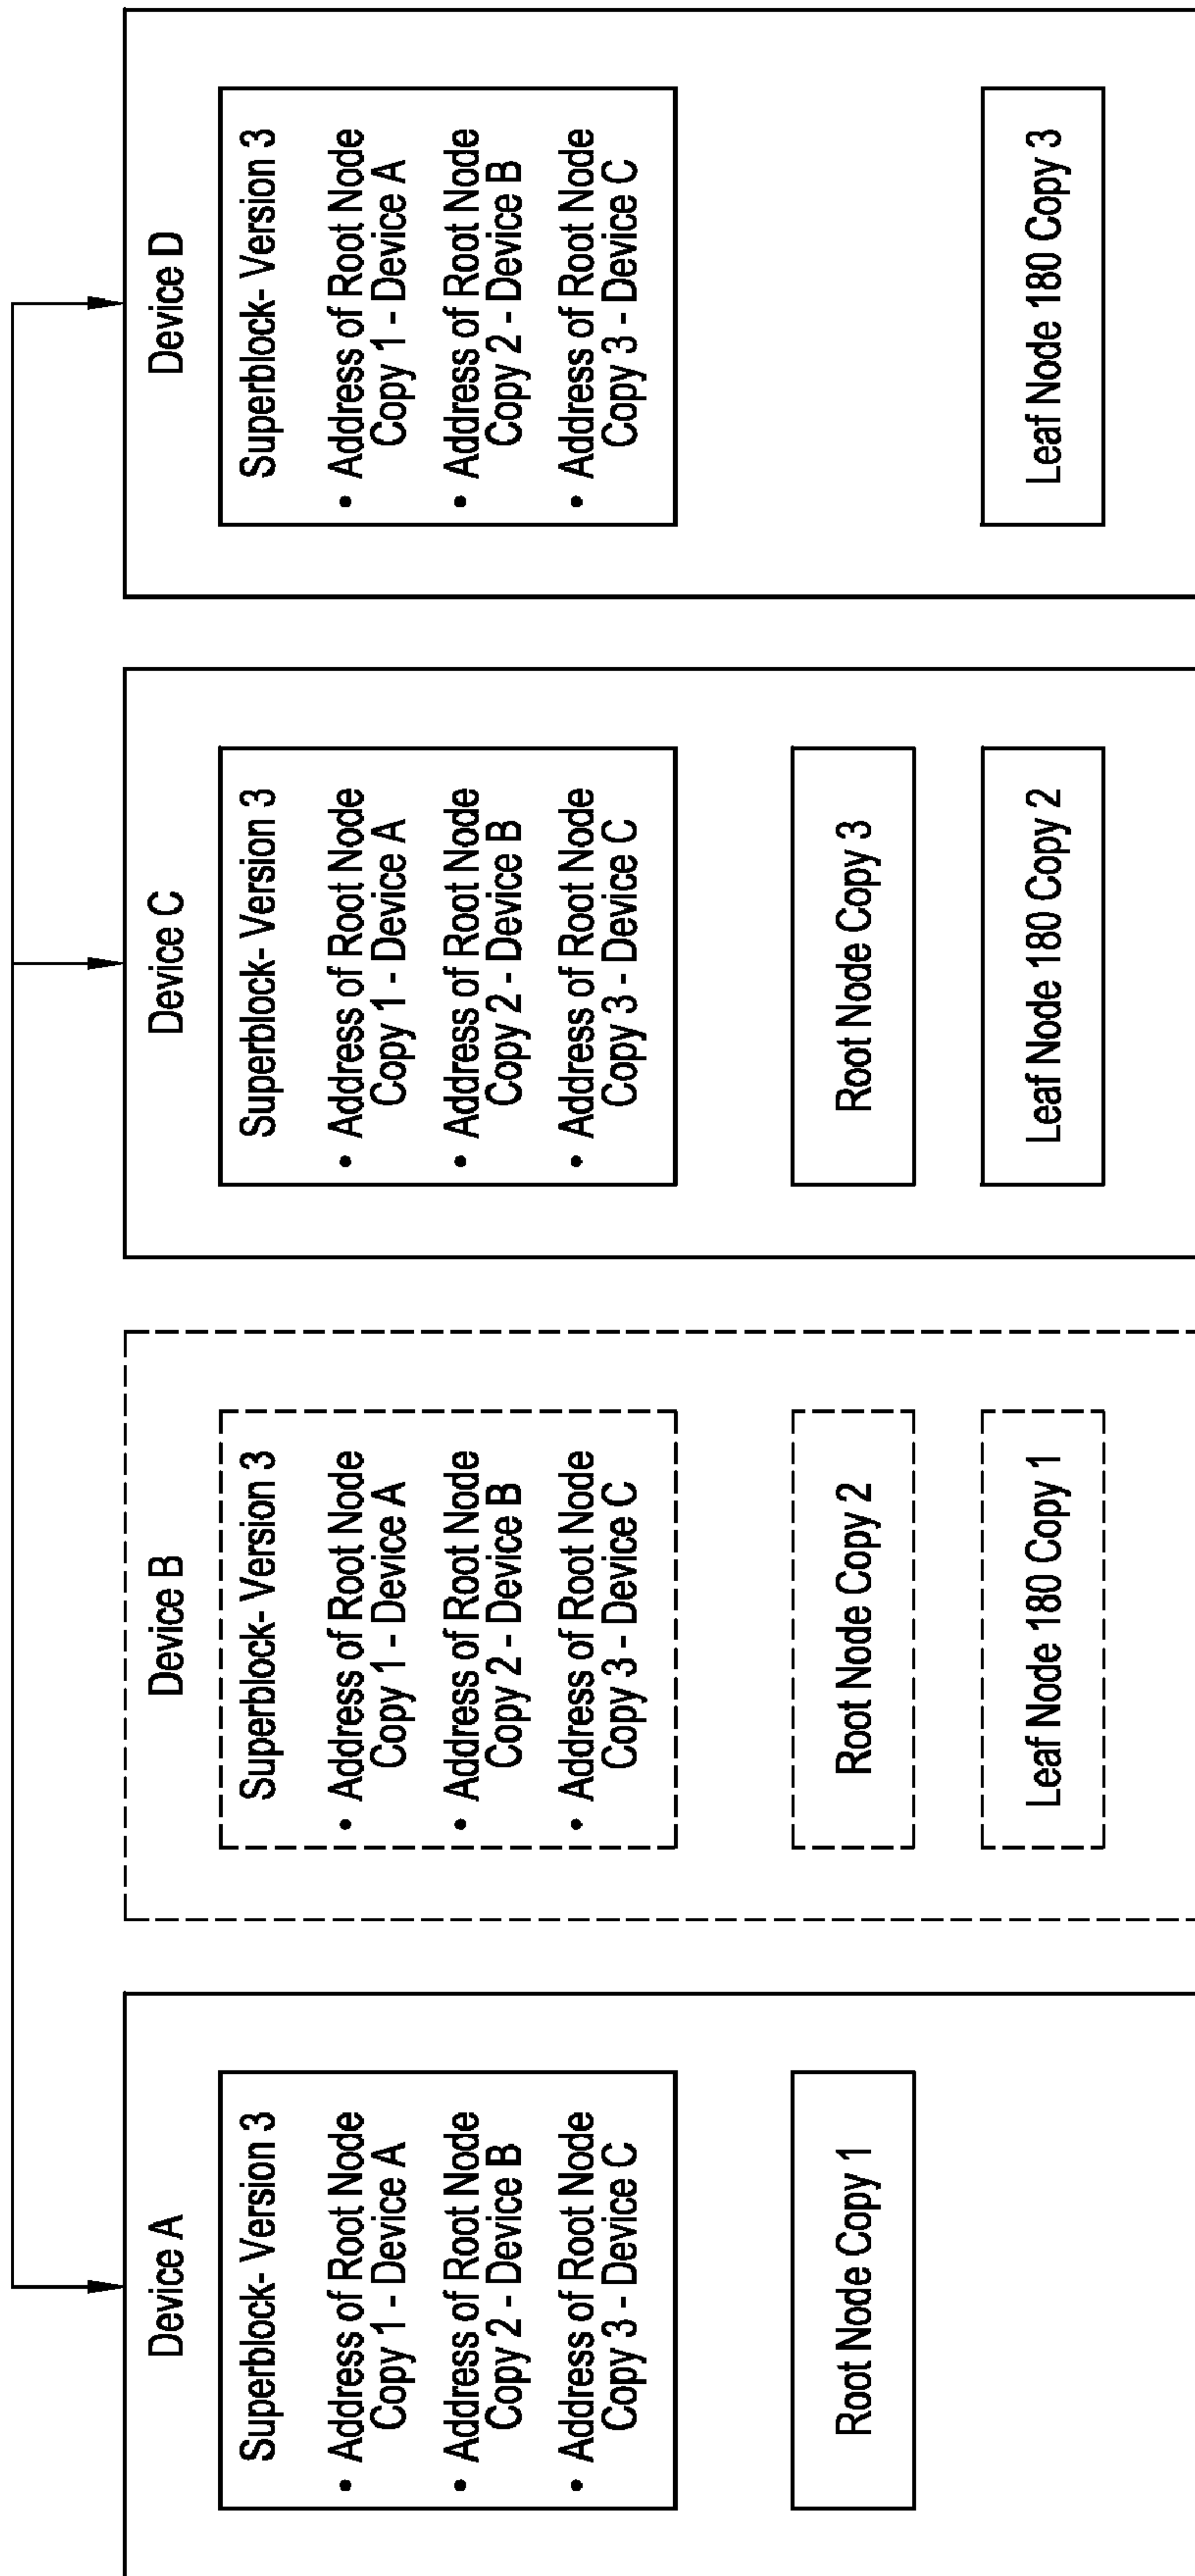 Device A
Superblock- Version 3
• Address of Root Node
Copy 1 - Device A
• Address of Root Node
Copy 2 - Device B
• Address of Root Node
Copy 3 - Device C
Root Node Copy 1
Device B
Superblock- Version 3
• Address of Root Node
Copy 1 - Device A
• Address of Root Node
Copy 2 - Device B
• Address of Root Node
Copy 3 - Device C
Root Node Copy 2
Leaf Node 180 Copy 1
Device C
Superblock- Version 3
• Address of Root Node
Copy 1 - Device A
• Address of Root Node
Copy 2 - Device B
• Address of Root Node
Copy 3 - Device C
Root Node Copy 3
Leaf Node 180 Copy 2
Device D
Superblock- Version 3
• Address of Root Node
Copy 1 - Device A
• Address of Root Node
Copy 2 - Device B
• Address of Root Node
Copy 3 - Device C
Leaf Node 180 Copy 3